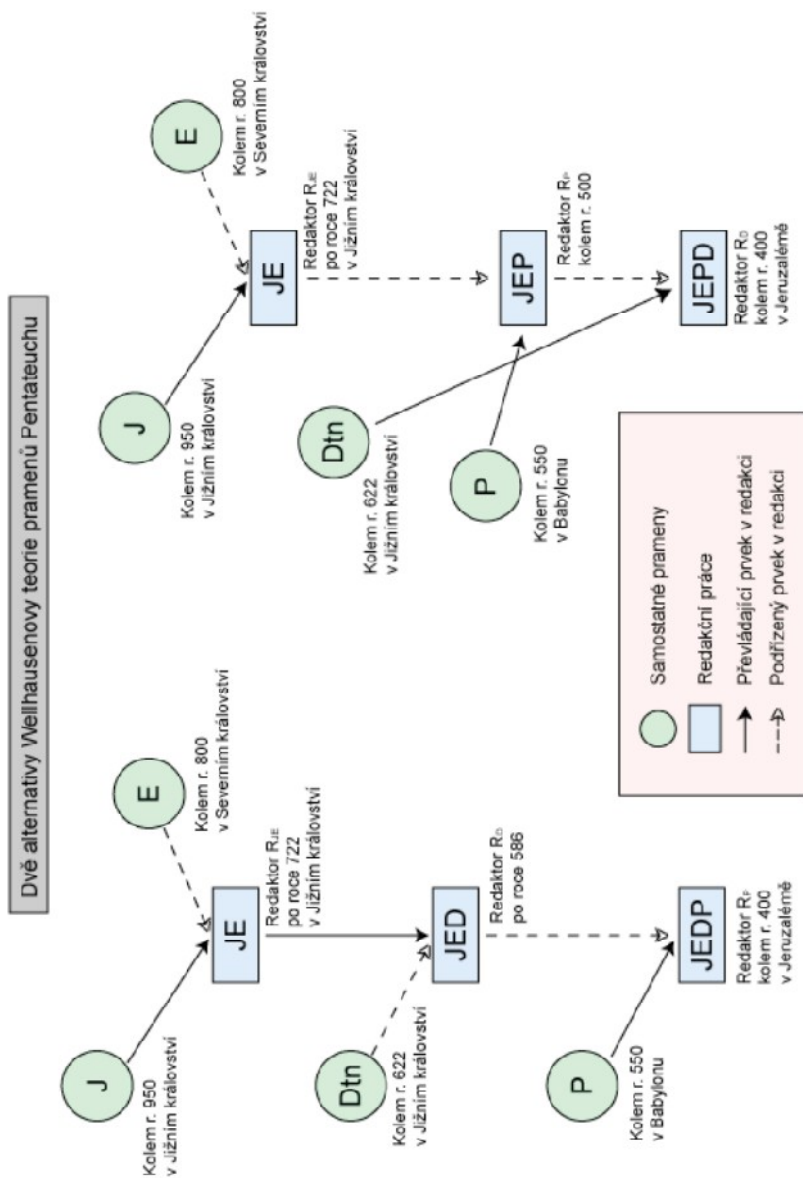 Dvě alternativy Wellhausenovy teorie pramenů Pentateuchu
J
Kolem r. 950
v Jižním království
E
Kolem r. 800
v Severním království
JE
Redaktor RJE
po roce 722
v Jižním království
Dtn
Kolem r. 622
v Jižním království
JED
Redaktor RD
po roce 586
P
Kolem r. 550
v Babylonu
JEDP
Redaktor RP
kolem r. 400
v Jeruzalémě
J
Kolem r. 950
v Jižním království
E
Kolem r. 800
v Severním království
JE
Redaktor RJE
po roce 722
v Jižním království
Dtn
Kolem r. 622
v Jižním království
P
Kolem r. 550
v Babylonu
JEP
Redaktor RP
kolem r. 500
JEPD
Redaktor RD
kolem r. 400
v Jeruzalémě
Samostatné prameny
Redakční práce
Převládající prvek v redakci
Podřízený prvek v redakci